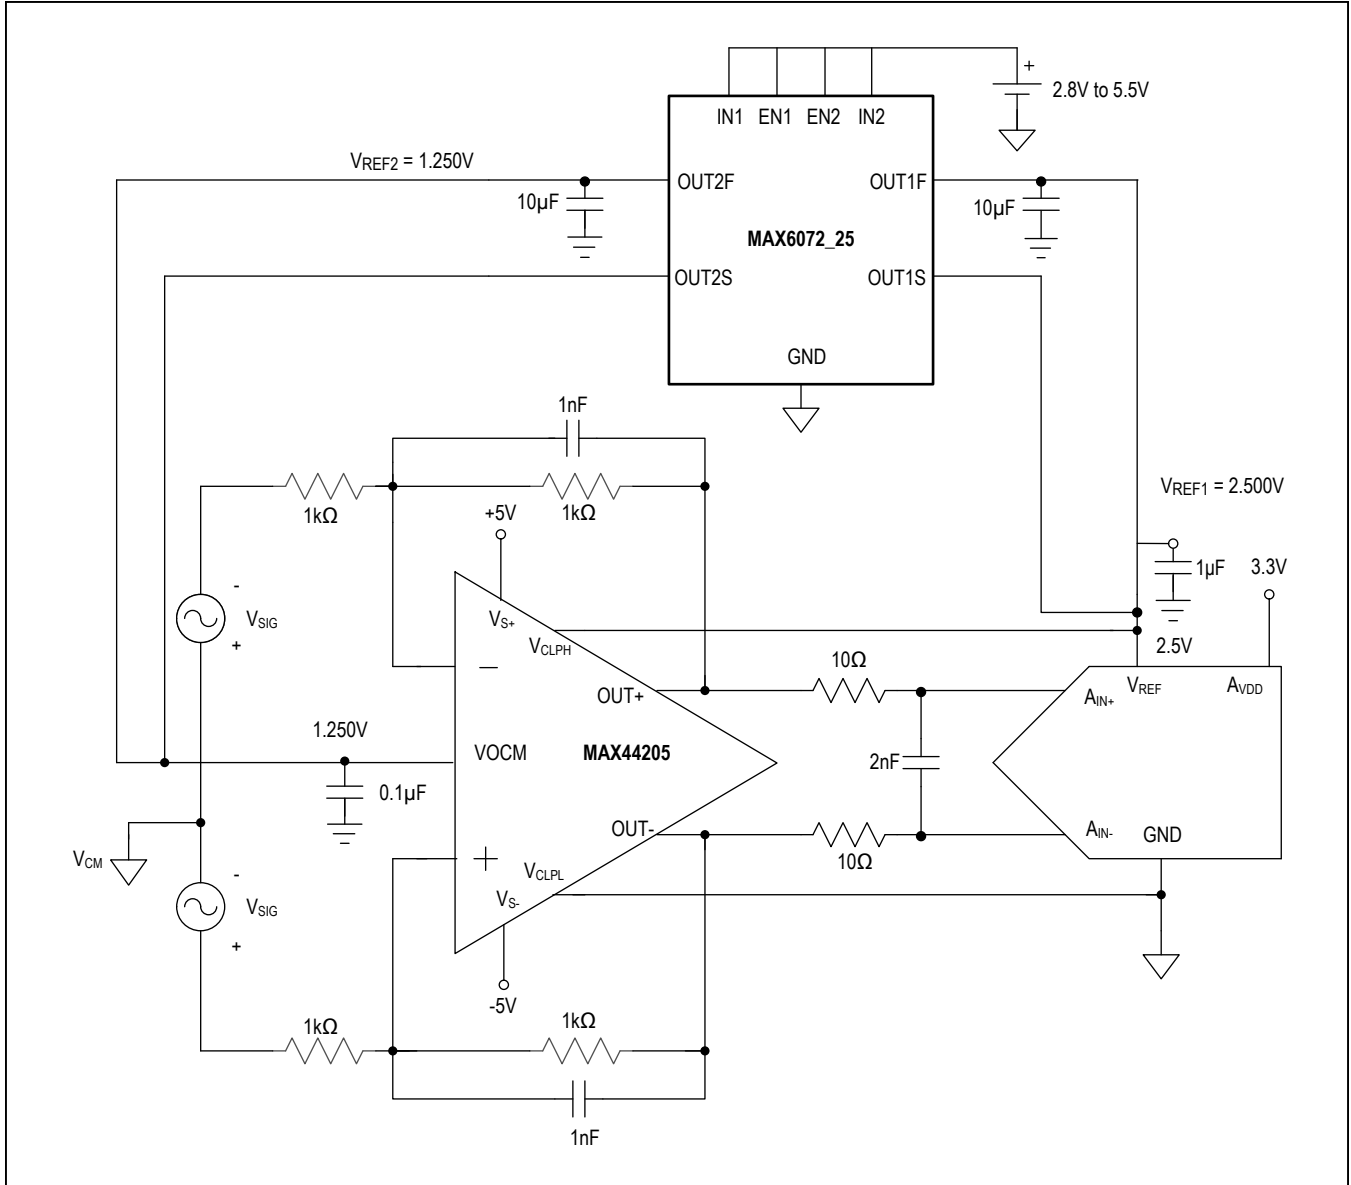 +
2.8V to 5.5V
IN1 EN1 EN2 IN2
VREF2 = 1.250V
OUT2F
OUT1F
10µF
10µF
MAX6072_25
OUT2S
OUT1S
GND
1nF
1kΩ
1kΩ
VREF1 = 2.500V
+5V
1µF
3.3V
-
VSIG
+
VS+
VCLPH
2.5V
10Ω
VREF
AVDD
OUT+
AIN+
1.250V
VOCM
MAX44205
2nF
0.1µF
OUT-
AIN-
GND
10Ω
VCM
-
VSIG
+
VCLPL
VS-
-5V
1kΩ
1kΩ
1nF